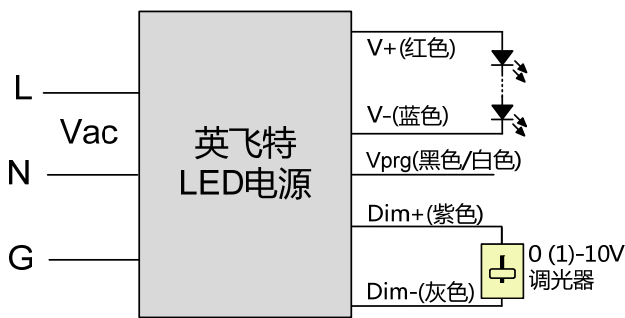 L
Vac
N
G
英飞特
LED电源
V+(红色)
V-(蓝色)
Vprg(黑色/白色)
Dim+(紫色)
Dim-(灰色)
0 (1)-10V
调光器